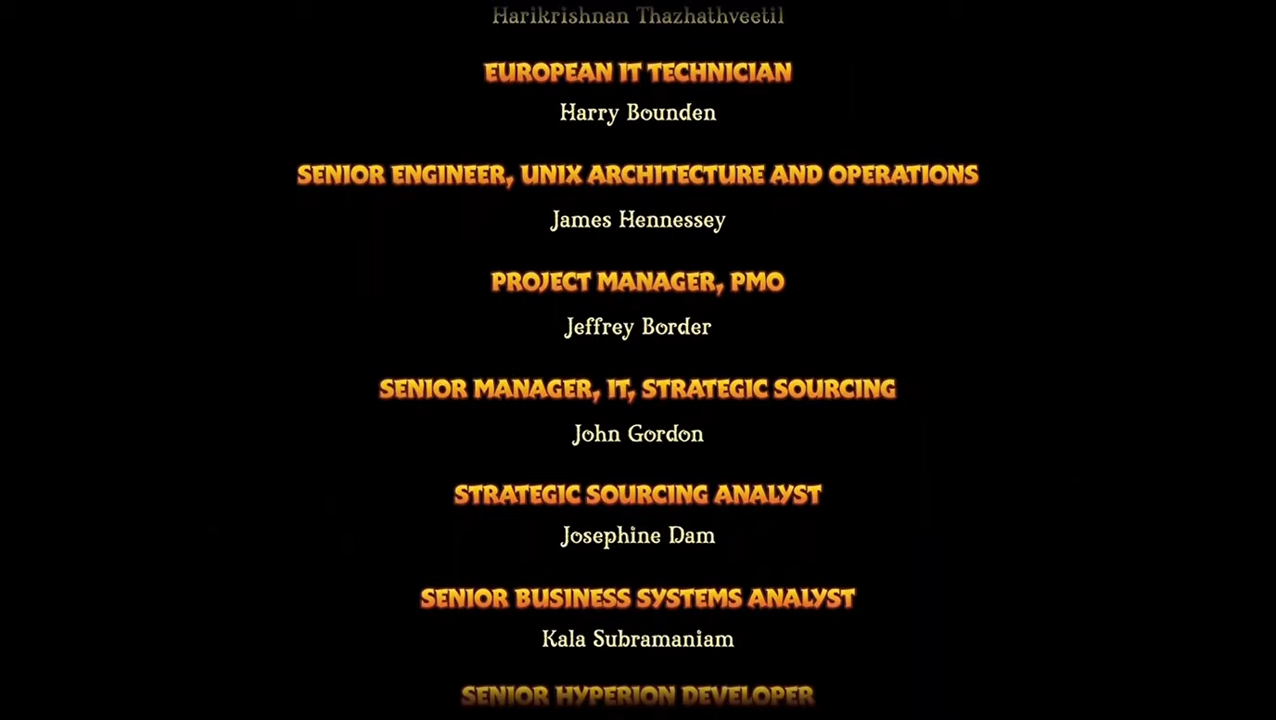 Harikrishnan Thazhathveetil
EUROPEAN IT TECHNICIAN
Harry Bounden
SENIOR ENGINEER, UNIX ARCHITECTURE AND OPERATIONS
James Hennessey
PROJECT MANAGER, PMO
Jeffrey Border
SENIOR MANAGER, IT, STRATEGIC SOURCING
John Gordon
STRATEGIC SOURCING ANALYST
Josephine Dam
SENIOR BUSINESS SYSTEMS ANALYST
Kala Subramaniam
SENIOR HYPERION DEVELOPER